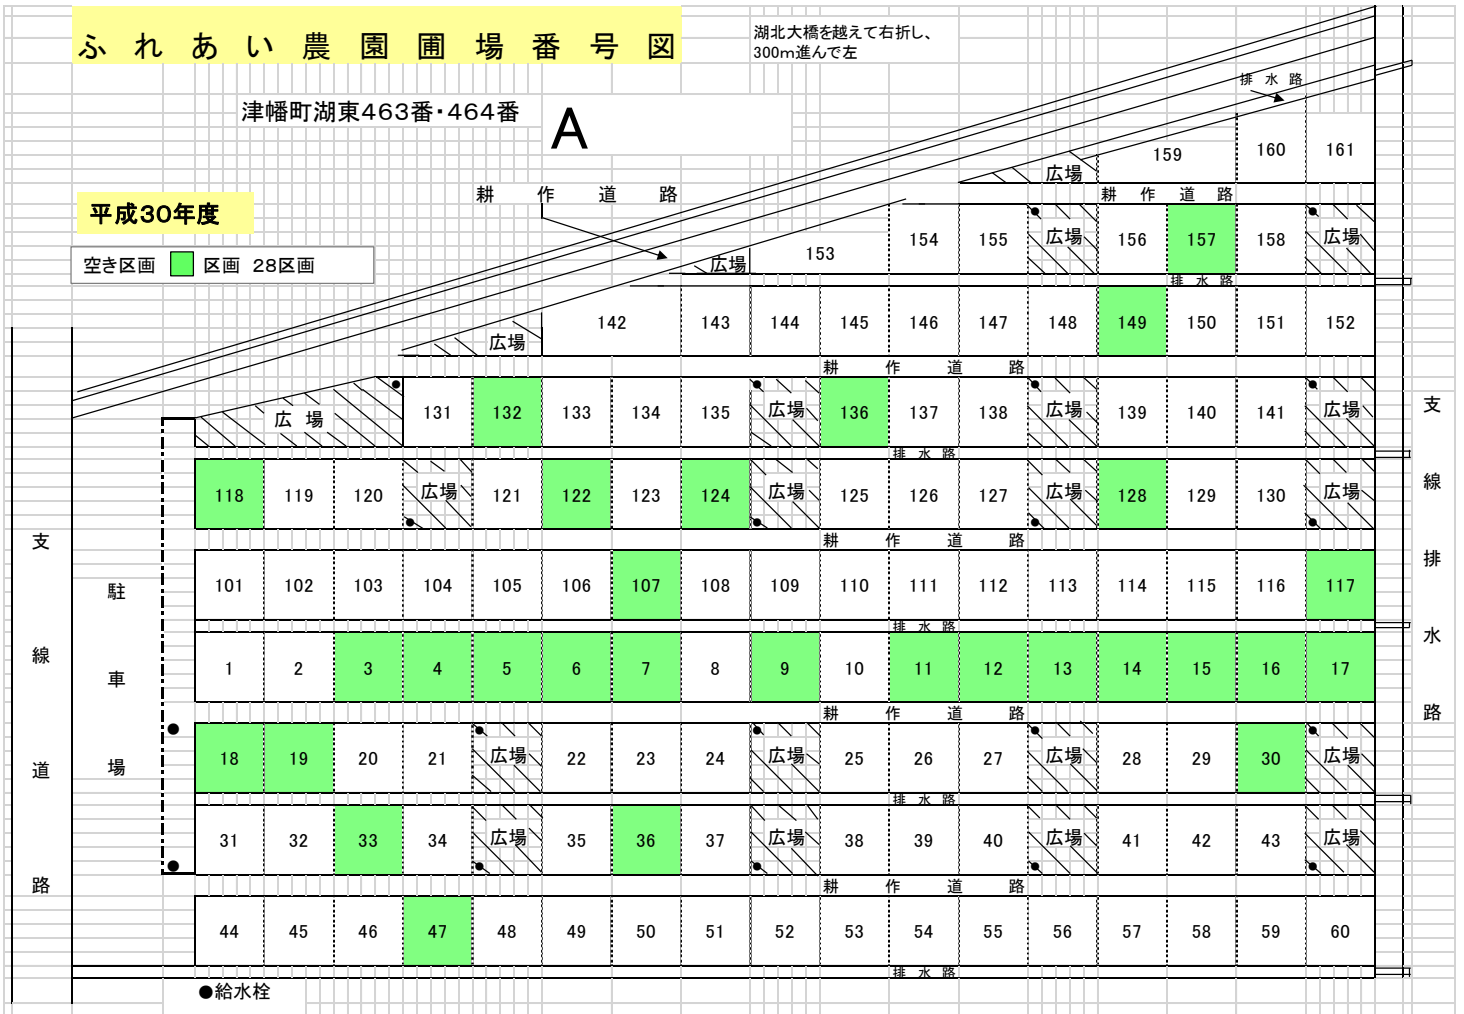 ふれあい農園圃場番号図
湖北大橋を越えて右折し、
300m進んで左
排水路
津幡町湖東463番・464番
A
159 160 161
広場
耕作道路
耕作道路
平成30年度
153 154 155 広場 156 157 158 広場
空き区画 区画 28区画
広場
排水路
142 143 144 145 146 147 148 149 150 151 152
広場
耕作道路
広場 131 132 133 134 135 広場 136 137 138 広場 139 140 141 広場
排水路
118 119 120 広場 121 122 123 124 広場 125 126 127 広場 128 129 130 広場
耕作道路
101 102 103 104 105 106 107 108 109 110 111 112 113 114 115 116 117
排水路
1 2 3 4 5 6 7 8 9 10 11 12 13 14 15 16 17
耕作道路
18 19 20 21 広場 22 23 24 広場 25 26 27 広場 28 29 30 広場
排水路
31 32 33 34 広場 35 36 37 広場 38 39 40 広場 41 42 43 広場
耕作道路
44 45 46 47 48 49 50 51 52 53 54 55 56 57 58 59 60
排水路
●給水栓
支線道路
駐車場
支線排水路